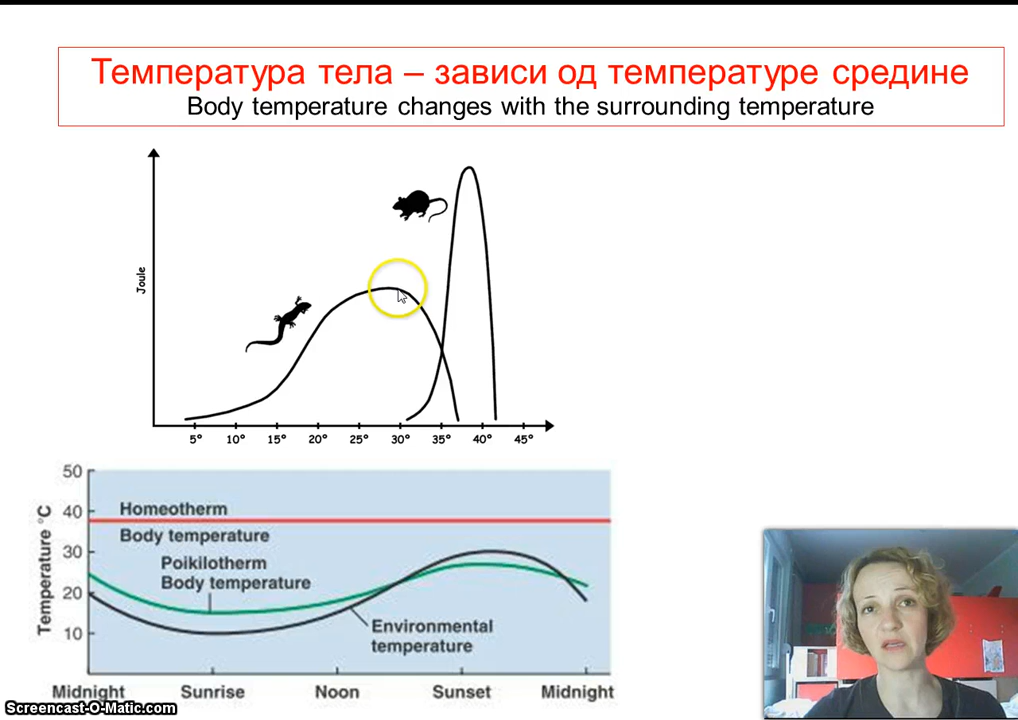 Температура тела – зависи од температуре средине
Body temperature changes with the surrounding temperature
Joule
5° 10° 15° 20° 25° 30° 35° 40° 45°
Temperature °C
50
40
30
20
10
Homeotherm
Body temperature
Poikilotherm
Body temperature
Environmental
temperature
Midnight Sunrise Noon Sunset Midnight
Screencast-O-Matic.com